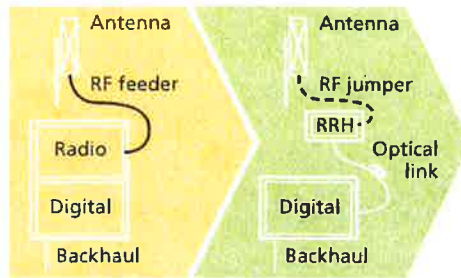 Antenna
RF feeder
Radio
Digital
Backhaul
Antenna
RF jumper
RRH
Optical
link
Digital
Backhaul